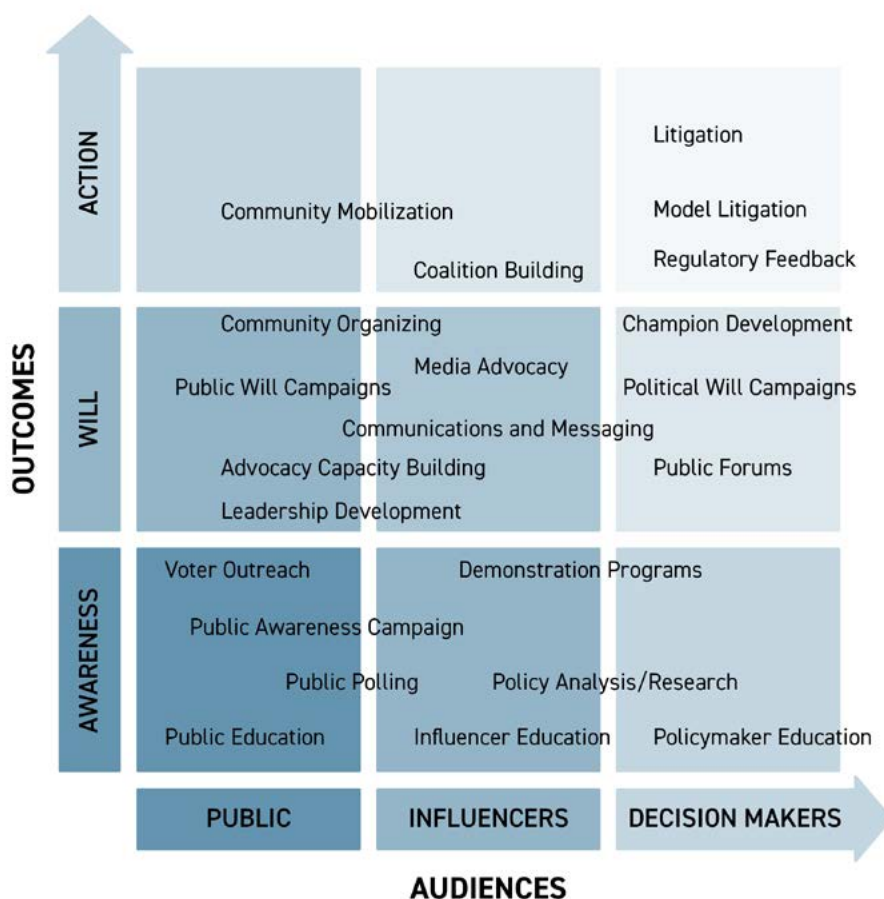 OUTCOMES
ACTION
Litigation
Community Mobilization
Model Litigation
Regulatory Feedback
Coalition Building
WILL
Community Organizing
Champion Development
Media Advocacy
Public Will Campaigns
Political Will Campaigns
Communications and Messaging
Advocacy Capacity Building
Public Forums
Leadership Development
AWARENESS
Voter Outreach
Demonstration Programs
Public Awareness Campaign
Public Polling
Policy Analysis/Research
Public Education
Influencer Education
Policymaker Education
PUBLIC
INFLUENCERS
DECISION MAKERS
AUDIENCES